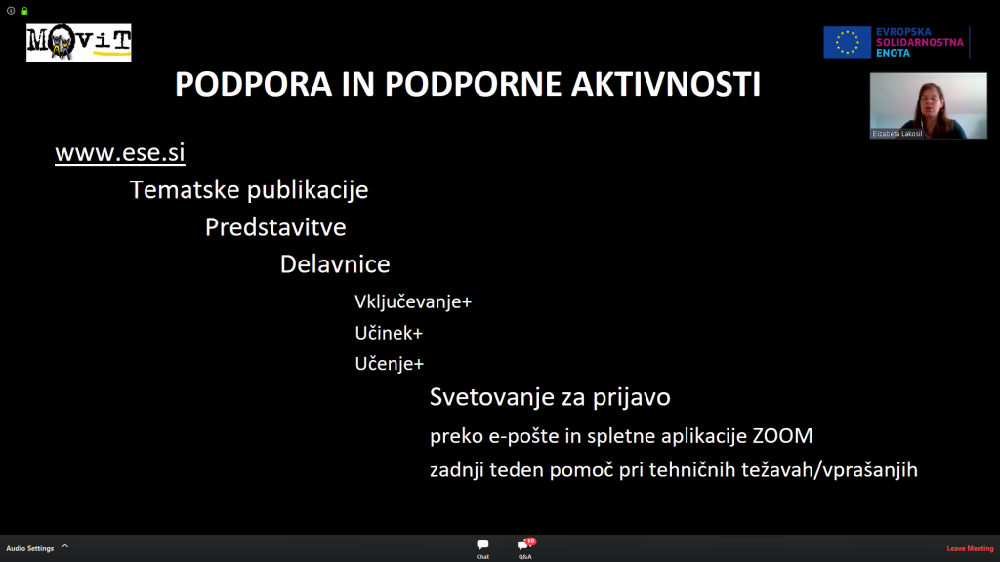 MOviT
EVROPSKA
SOLIDARNOSTNA
ENOTA
PODPORA IN PODPORNE AKTIVNOSTI
Elizabeta Lakosil
www.ese.si
Tematske publikacije
Predstavitve
Delavnice
Vključevanje+
Učinek+
Učenje+
Svetovanje za prijavo
preko e-pošte in spletne aplikacije ZOOM
zadnji teden pomoč pri tehničnih težavah/vprašanjih
Audio Settings
Chat
10
Q&A
Leave Meeting